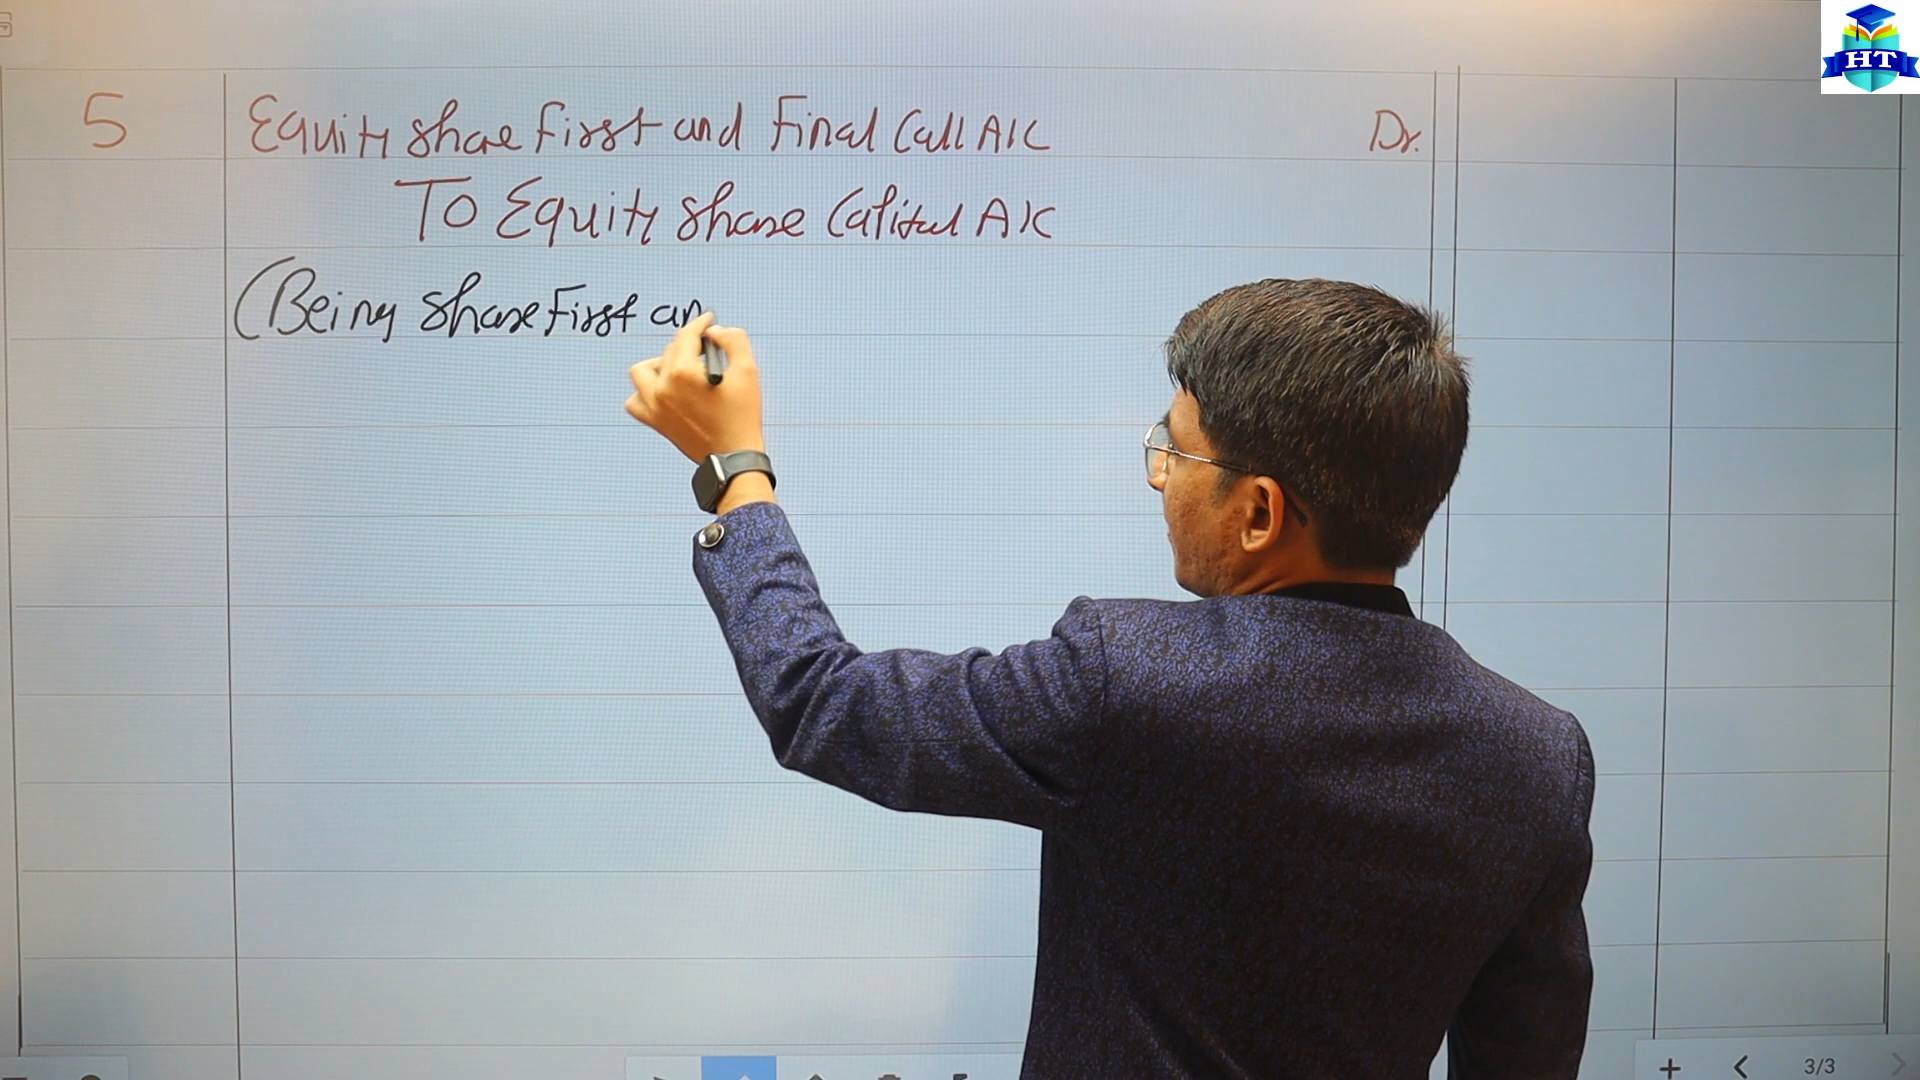 HT
5 Equity share First and Final Call A/C Dr.
To Equity share Capital A/C
(Being share First an
3/3